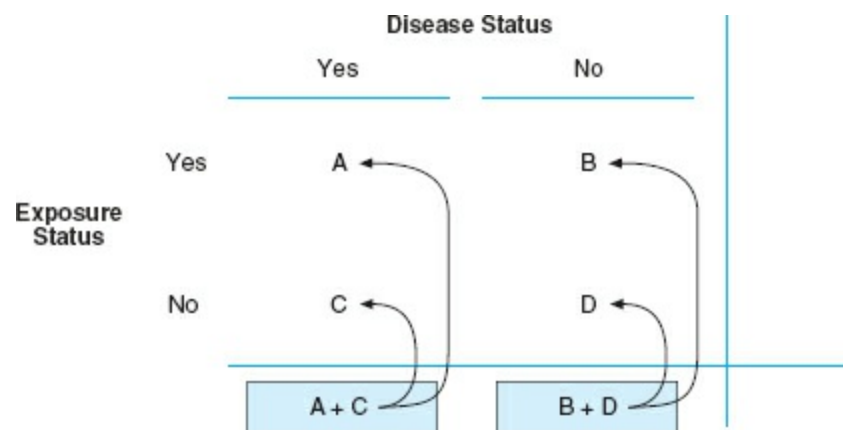 Disease Status
Yes No
Yes A B
Exposure
Status
No C D
A + C B + D